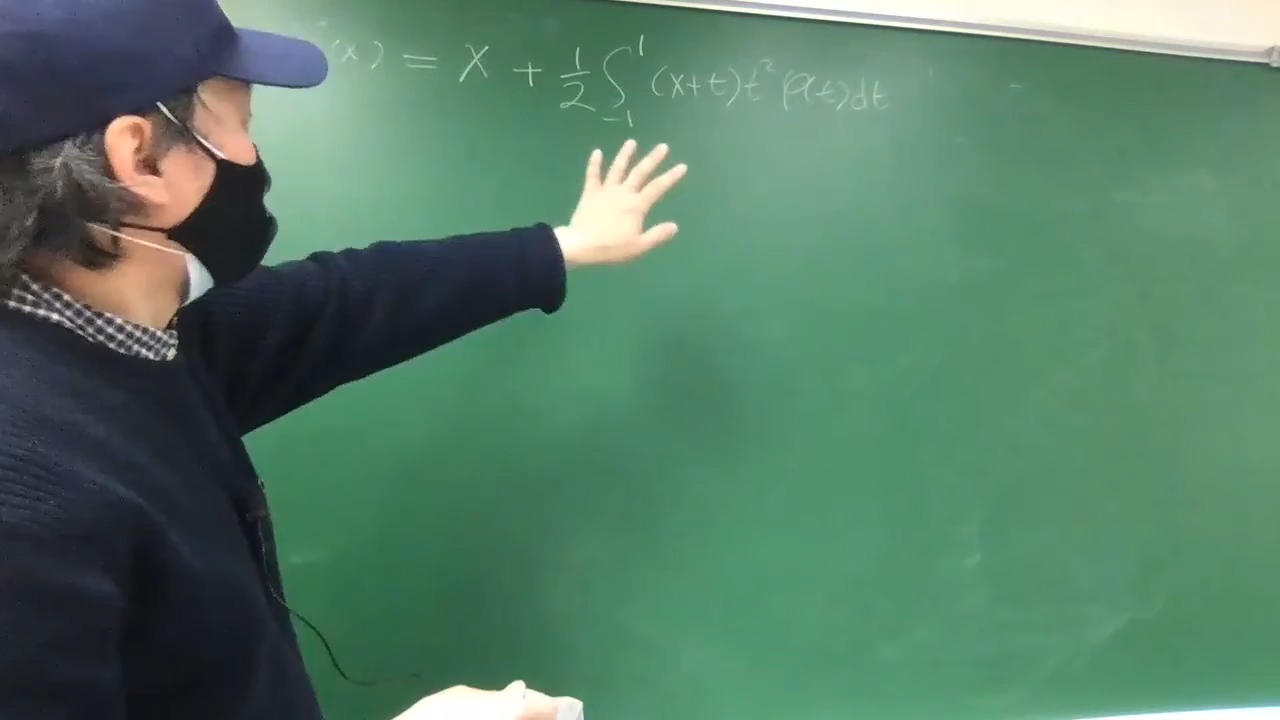 (x) = x + 1/2 ∫_{-1}^{1} (x+t)t² φ(t)dt